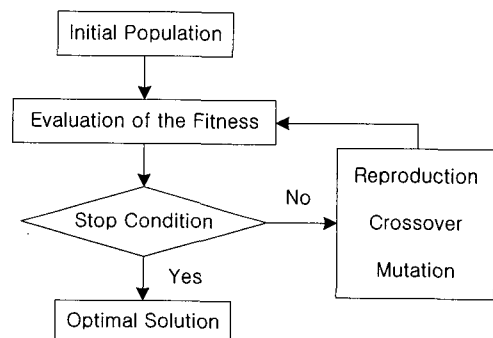 Initial Population
Evaluation of the Fitness
Stop Condition
No
Reproduction
Crossover
Mutation
Yes
Optimal Solution